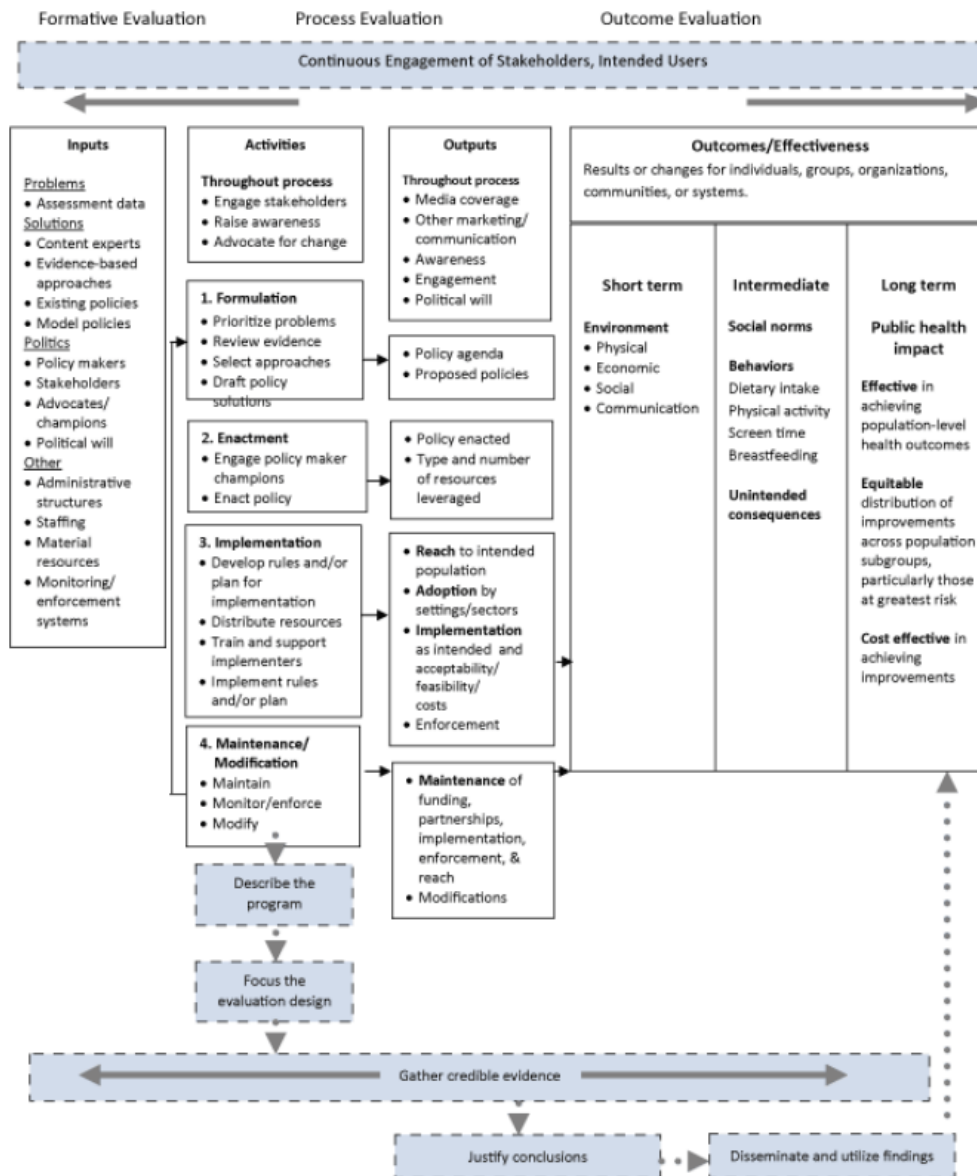 Formative Evaluation
Process Evaluation
Outcome Evaluation
Continuous Engagement of Stakeholders, Intended Users
Inputs
Problems
• Assessment data
Solutions
• Content experts
• Evidence-based
approaches
• Existing policies
• Model policies
Politics
• Policy makers
• Stakeholders
• Advocates/
champions
• Political will
Other
• Administrative
structures
• Staffing
• Material
resources
• Monitoring/
enforcement
systems
Activities
Throughout process
• Engage stakeholders
• Raise awareness
• Advocate for change
1. Formulation
• Prioritize problems
• Review evidence
• Select approaches
• Draft policy
solutions
2. Enactment
• Engage policy maker
champions
• Enact policy
3. Implementation
• Develop rules and/or
plan for
implementation
• Distribute resources
• Train and support
implementers
• Implement rules
and/or plan
4. Maintenance/
Modification
• Maintain
• Monitor/enforce
• Modify
Outputs
Throughout process
• Media coverage
• Other marketing/
communication
• Awareness
• Engagement
• Political will
• Policy agenda
• Proposed policies
• Policy enacted
• Type and number
of resources
leveraged
• Reach to intended
population
• Adoption by
settings/sectors
• Implementation
as intended and
acceptability/
feasibility/
costs
• Enforcement
• Maintenance of
funding,
partnerships,
implementation,
enforcement, &
reach
• Modifications
Outcomes/Effectiveness
Results or changes for individuals, groups, organizations,
communities, or systems.
Short term
Environment
• Physical
• Economic
• Social
• Communication
Intermediate
Social norms
Behaviors
Dietary intake
Physical activity
Screen time
Breastfeeding
Unintended
consequences
Long term
Public health
impact
Effective in
achieving
population-level
health outcomes
Equitable
distribution of
improvements
across population
subgroups,
particularly those
at greatest risk
Cost effective in
achieving
improvements
Describe the
program
Focus the
evaluation design
Gather credible evidence
Justify conclusions
Disseminate and utilize findings